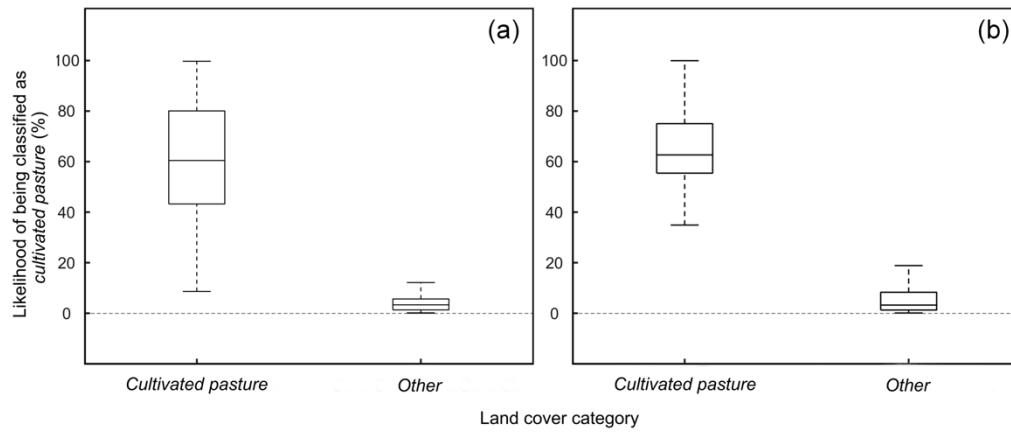 (a)
(b)
Likelihood of being classified as
cultivated pasture (%)
100
80
60
40
20
0
100
80
60
40
20
0
Cultivated pasture
Other
Cultivated pasture
Other
Land cover category